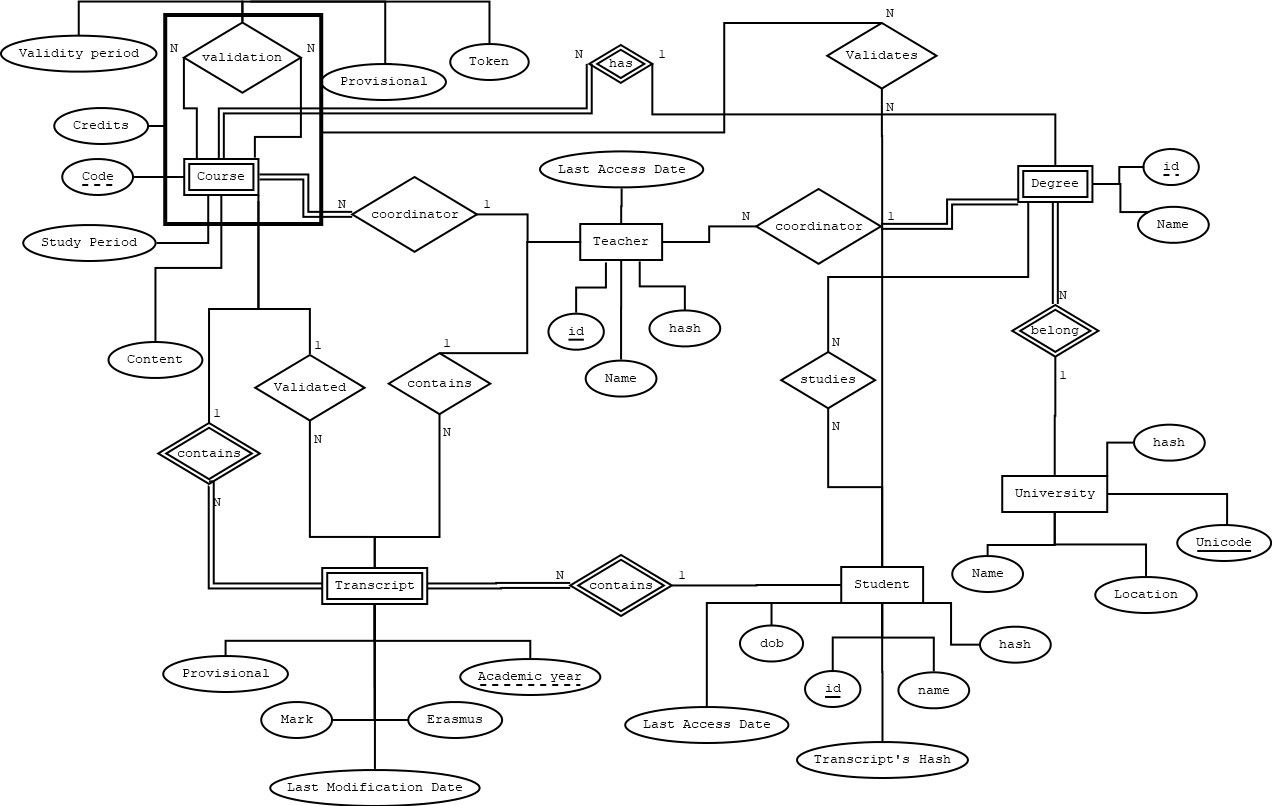 N
Validity period
N
validation
N
Provisional
Token
N
has
1
Validates
N
Credits
Code
Course
Last Access Date
Degree
id
Name
N
coordinator
1
Teacher
N
coordinator
1
Study Period
id
hash
Name
Content
N
belong
1
1
Validated
N
1
contains
N
N
studies
N
1
contains
N
hash
University
Unicode
Name
Location
Transcript
N
contains
1
Student
Provisional
Academic year
Mark
Erasmus
Last Modification Date
dob
hash
id
name
Last Access Date
Transcript's Hash